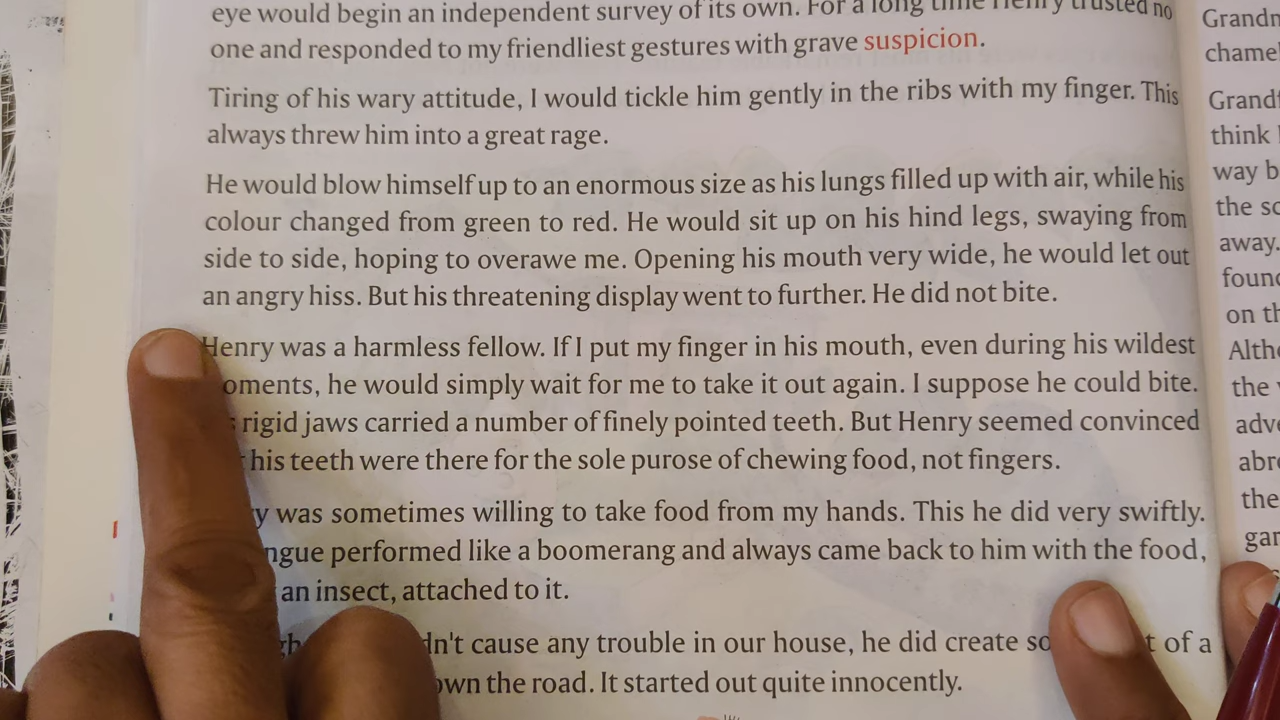 eye would begin an independent survey of its own. For a long time Henry trusted no
one and responded to my friendliest gestures with grave suspicion.
Tiring of his wary attitude, I would tickle him gently in the ribs with my finger. This
always threw him into a great rage.
He would blow himself up to an enormous size as his lungs filled up with air, while his
colour changed from green to red. He would sit up on his hind legs, swaying from
side to side, hoping to overawe me. Opening his mouth very wide, he would let out
an angry hiss. But his threatening display went to further. He did not bite.
Henry was a harmless fellow. If I put my finger in his mouth, even during his wildest
oments, he would simply wait for me to take it out again. I suppose he could bite.
rigid jaws carried a number of finely pointed teeth. But Henry seemed convinced
his teeth were there for the sole purose of chewing food, not fingers.
y was sometimes willing to take food from my hands. This he did very swiftly.
ngue performed like a boomerang and always came back to him with the food,
an insect, attached to it.
dn't cause any trouble in our house, he did create so t of a
own the road. It started out quite innocently.
Grandm
chamel
Grandf
think
way b
the sc
away.
found
on th
Altho
the
adve
abro
the
gar